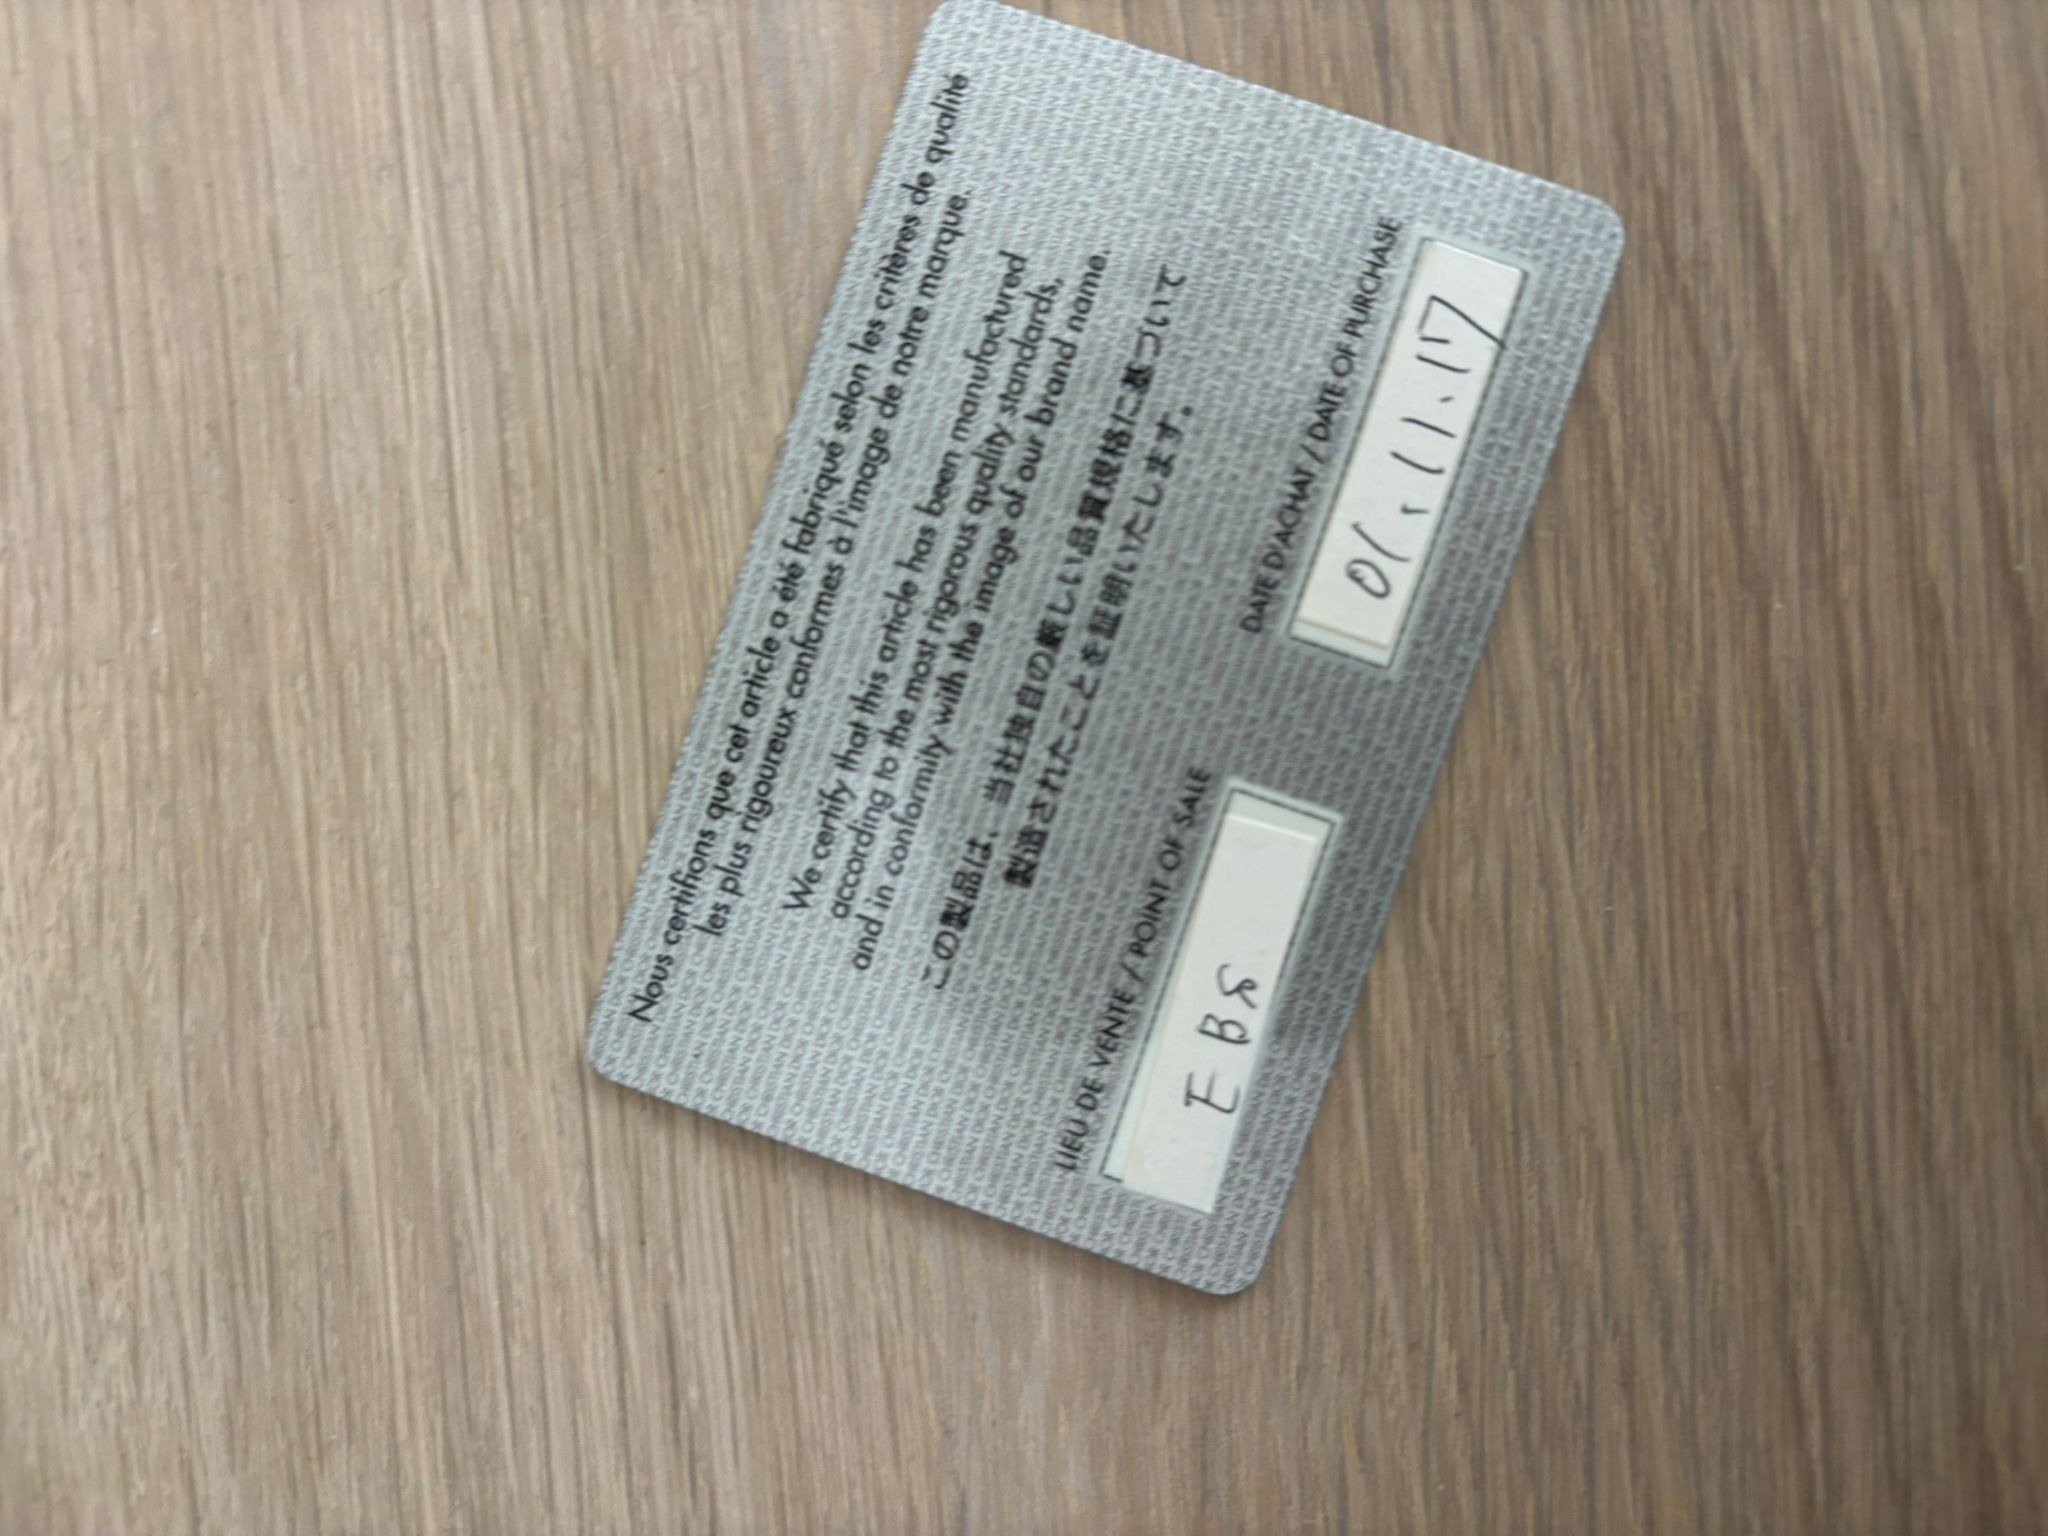 Nous certifions que cet article a été fabriqué selon les critères de qualité
les plus rigoureux conformes à l'image de notre marque.
We certify that this article has been manufactured
according to the most rigorous quality standards,
and in conformity with the image of our brand name.
この製品は、当社独自の厳しい品質規格に基づいて
製造されたことを証明いたします。
LIEU DE VENTE / POINT OF SALE
DATE D'ACHAT / DATE OF PURCHASE
01.11.17